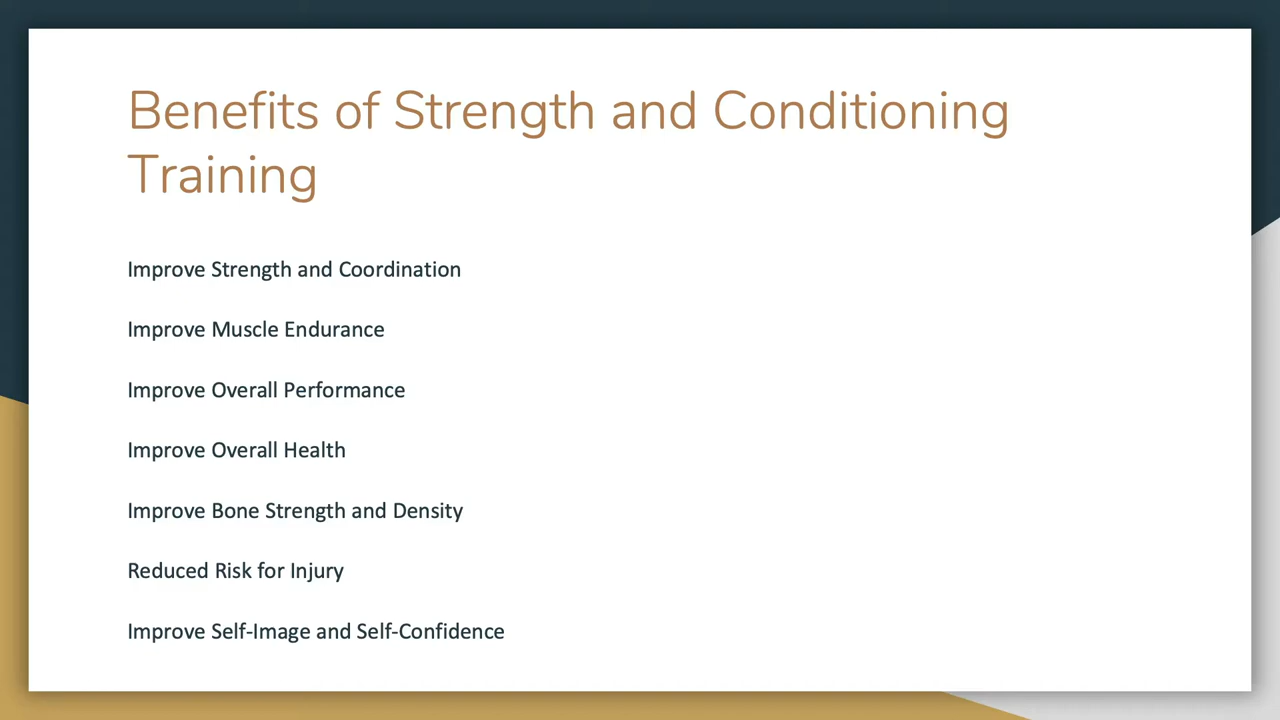 Benefits of Strength and Conditioning
Training
Improve Strength and Coordination
Improve Muscle Endurance
Improve Overall Performance
Improve Overall Health
Improve Bone Strength and Density
Reduced Risk for Injury
Improve Self-Image and Self-Confidence